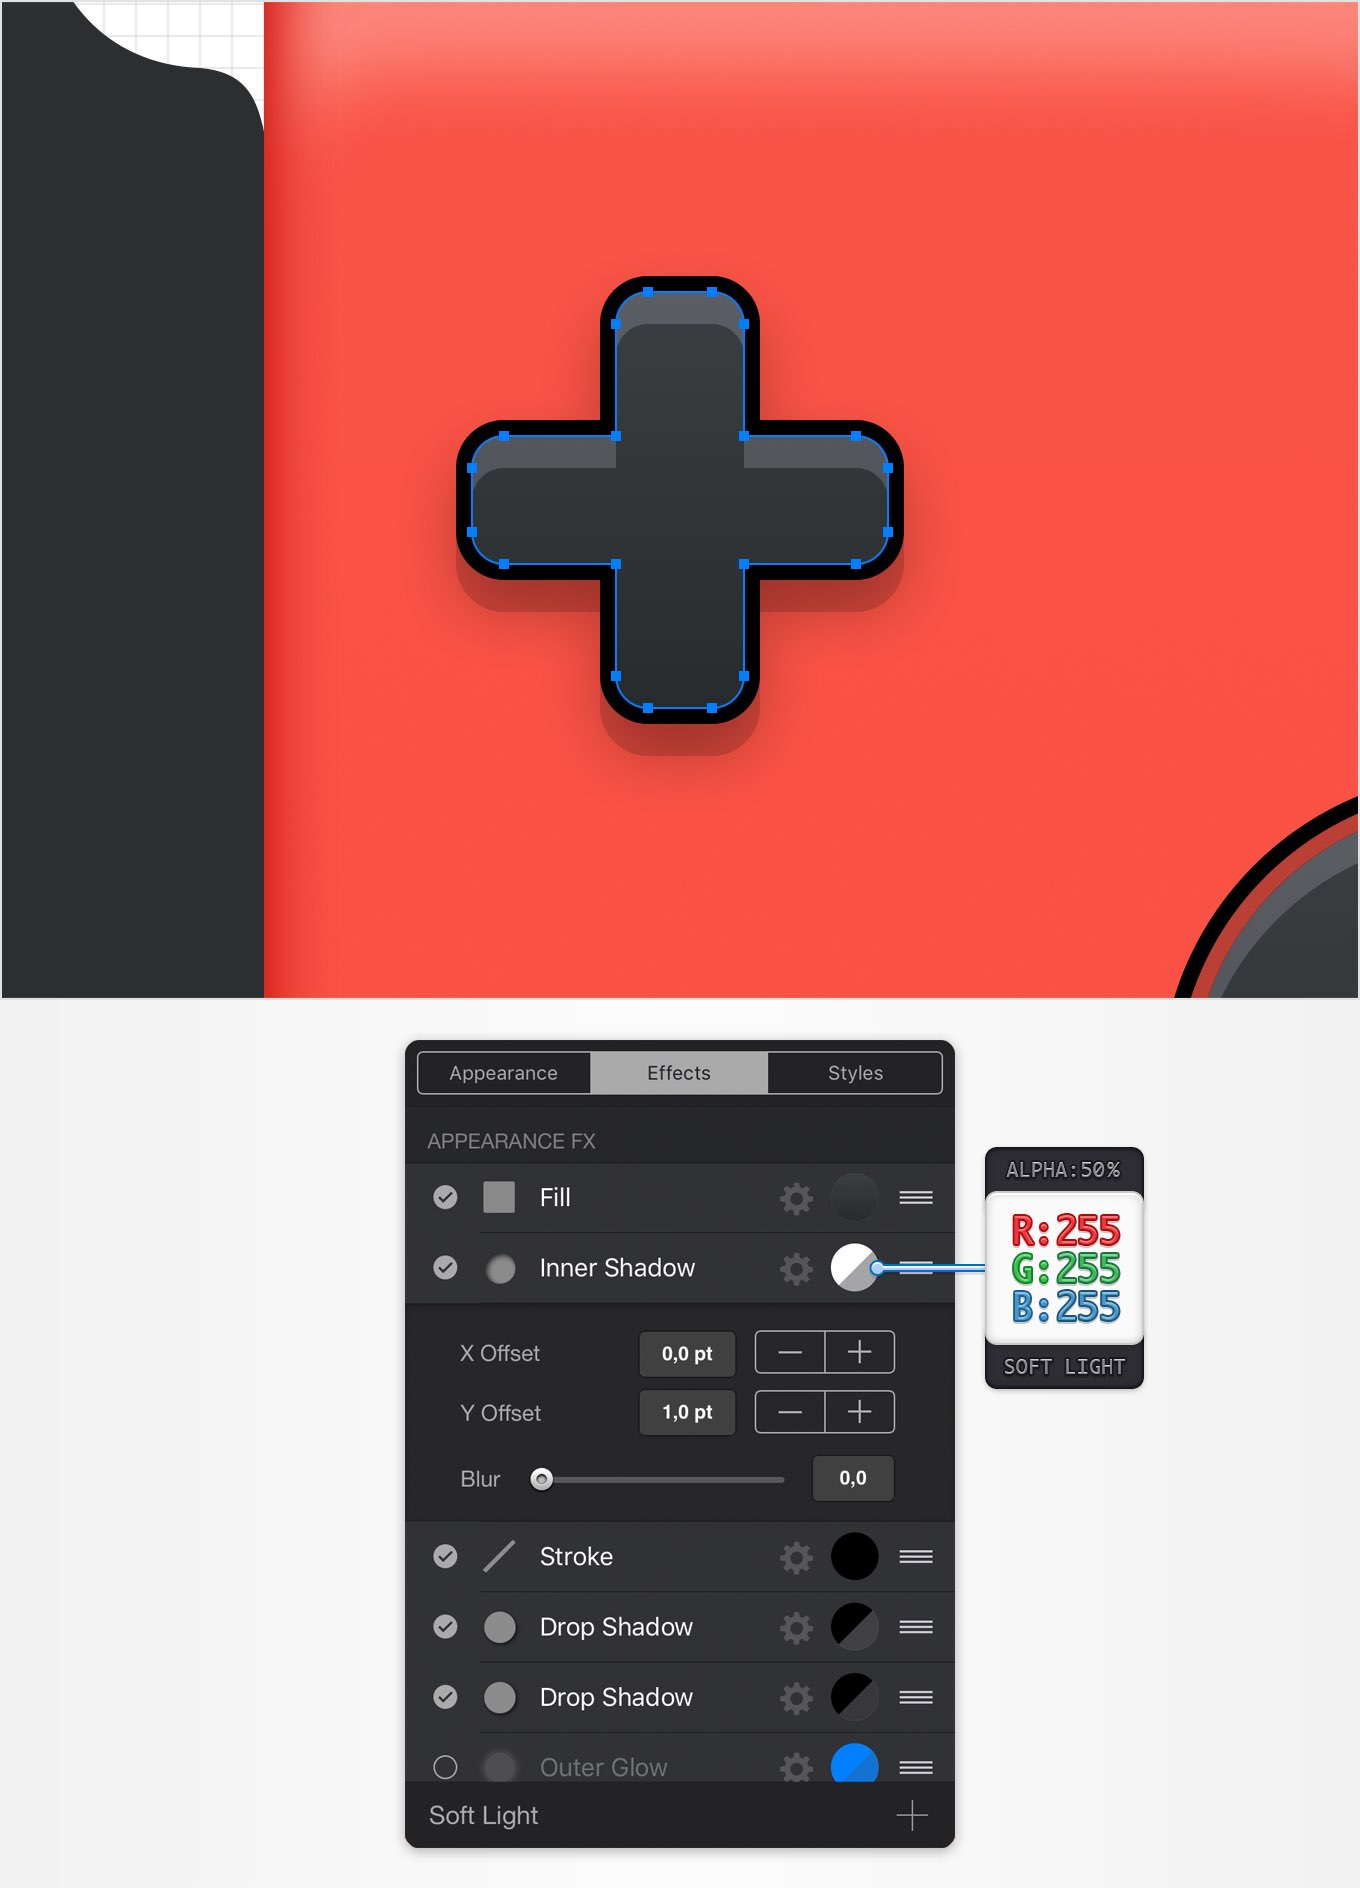 Appearance Effects Styles
APPEARANCE FX
Fill
Inner Shadow
X Offset 0,0 pt
Y Offset 1,0 pt
Blur 0,0
Stroke
Drop Shadow
Drop Shadow
Outer Glow
Soft Light
ALPHA:50%
R:255
G:255
B:255
SOFT LIGHT